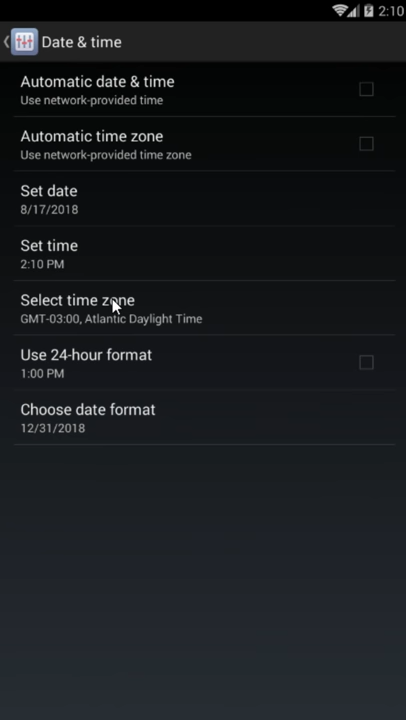 2:10
Date & time
Automatic date & time
Use network-provided time
Automatic time zone
Use network-provided time zone
Set date
8/17/2018
Set time
2:10 PM
Select time zone
GMT-03:00, Atlantic Daylight Time
Use 24-hour format
1:00 PM
Choose date format
12/31/2018